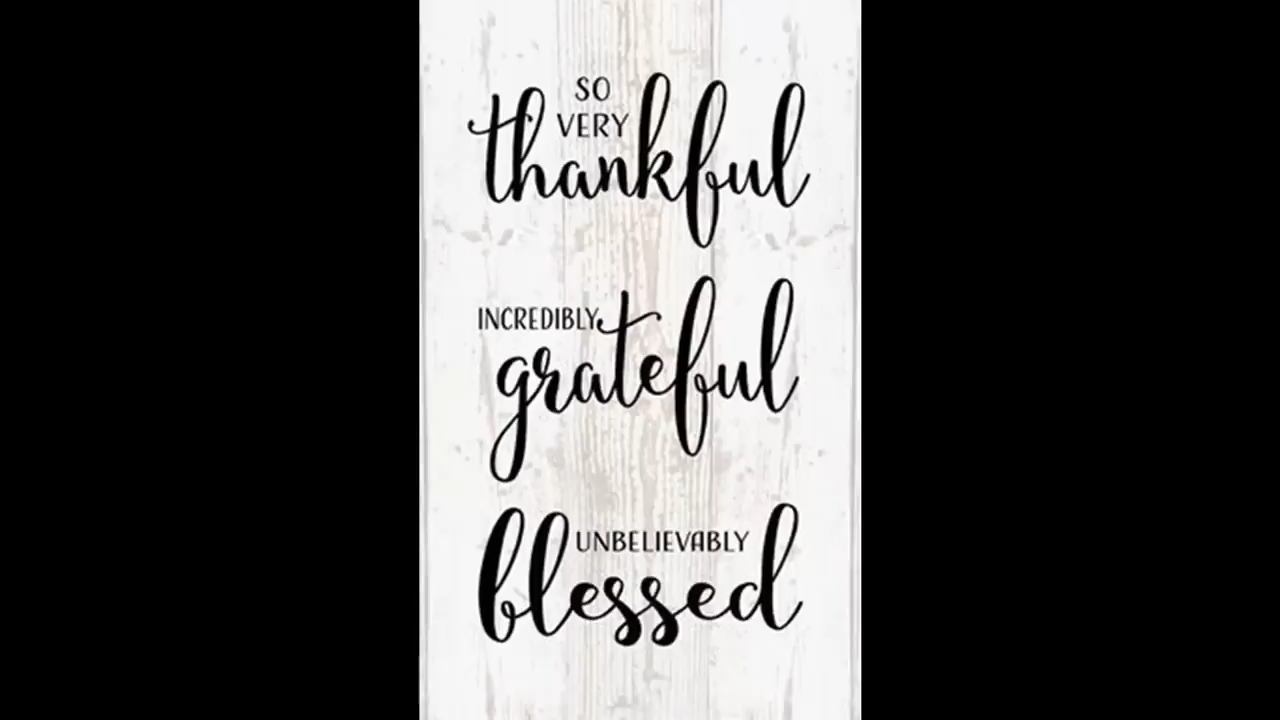 SO
VERY
thankful
INCREDIBLY
grateful
UNBELIEVABLY
blessed